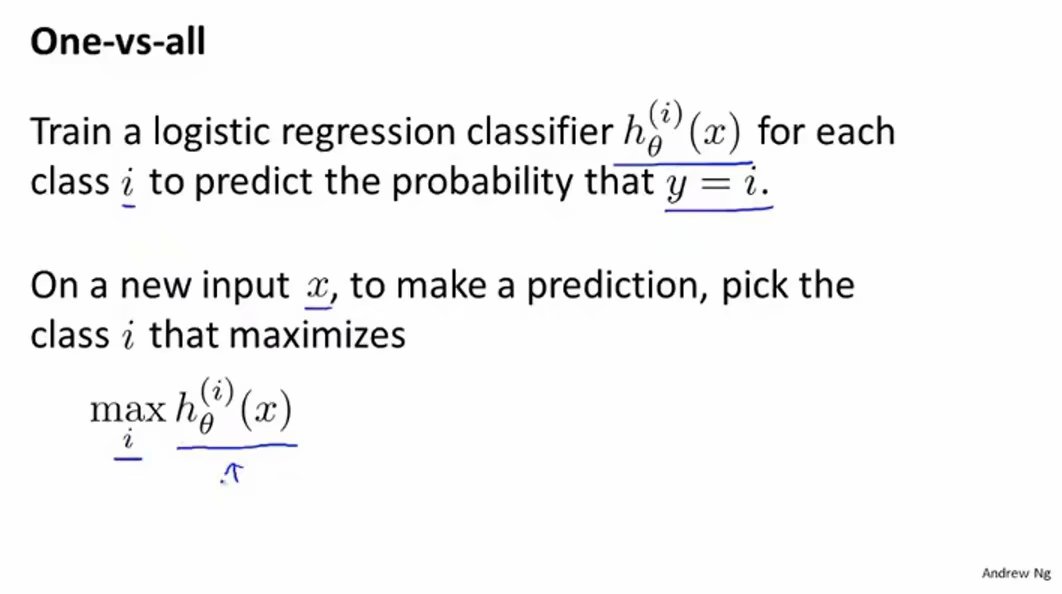 One-vs-all
Train a logistic regression classifier $h_\theta^{(i)}(x)$ for each
class $i$ to predict the probability that $y = i$.
On a new input $x$, to make a prediction, pick the
class $i$ that maximizes
$\max_i h_\theta^{(i)}(x)$
Andrew Ng